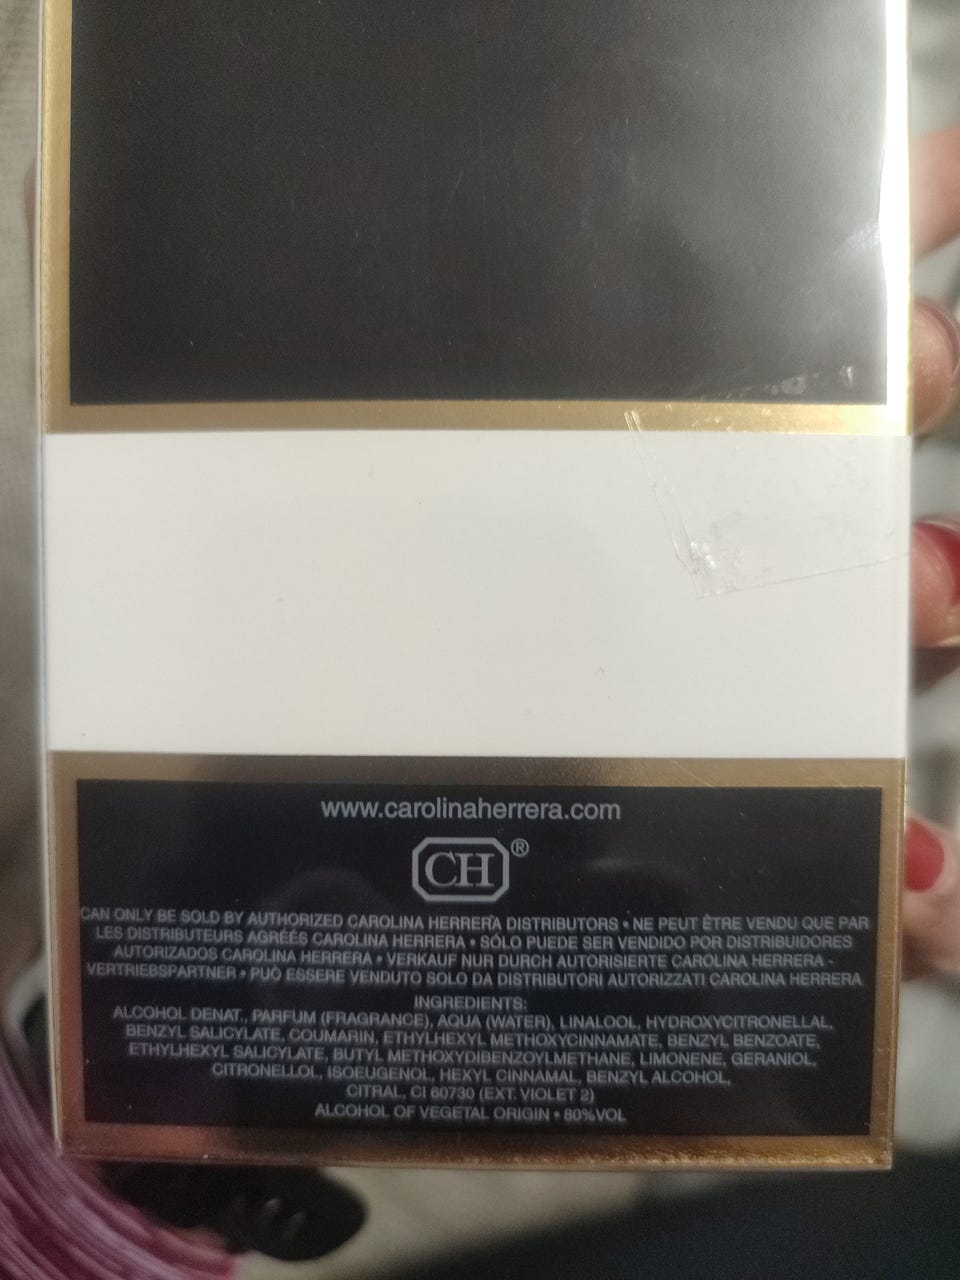 www.carolinaherrera.com
CH®
CAN ONLY BE SOLD BY AUTHORIZED CAROLINA HERRERA DISTRIBUTORS • NE PEUT ÊTRE VENDU QUE PAR
LES DISTRIBUTEURS AGRÉÉS CAROLINA HERRERA • SÓLO PUEDE SER VENDIDO POR DISTRIBUIDORES
AUTORIZADOS CAROLINA HERRERA • VERKAUF NUR DURCH AUTORISIERTE CAROLINA HERRERA -
VERTRIEBSPARTNER • PUÒ ESSERE VENDUTO SOLO DA DISTRIBUTORI AUTORIZZATI CAROLINA HERRERA
INGREDIENTS:
ALCOHOL DENAT., PARFUM (FRAGRANCE), AQUA (WATER), LINALOOL, HYDROXYCITRONELLAL,
BENZYL SALICYLATE, COUMARIN, ETHYLHEXYL METHOXYCINNAMATE, BENZYL BENZOATE,
ETHYLHEXYL SALICYLATE, BUTYL METHOXYDIBENZOYLMETHANE, LIMONENE, GERANIOL,
CITRONELLOL, ISOEUGENOL, HEXYL CINNAMAL, BENZYL ALCOHOL,
CITRAL, CI 60730 (EXT. VIOLET 2)
ALCOHOL OF VEGETAL ORIGIN • 80%VOL